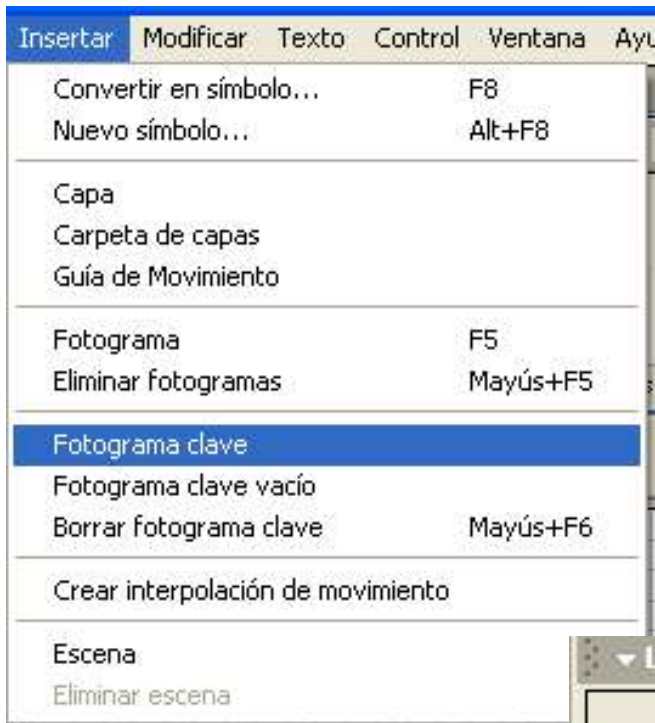 Insertar Modificar Texto Control Ventana Ayu
Convertir en símbolo... F8
Nuevo símbolo... Alt+F8
Capa
Carpeta de capas
Guía de Movimiento
Fotograma F5
Eliminar fotogramas Mayús+F5
Fotograma clave
Fotograma clave vacío
Borrar fotograma clave Mayús+F6
Crear interpolación de movimiento
Escena
Eliminar escena